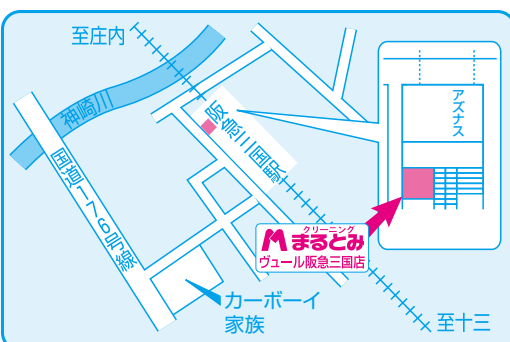 至庄内
神崎川
阪急三国駅
アズナス
国道176号線
クリーニング
まるとみ
ヴュール阪急三国店
カーボーイ
家族
至十三